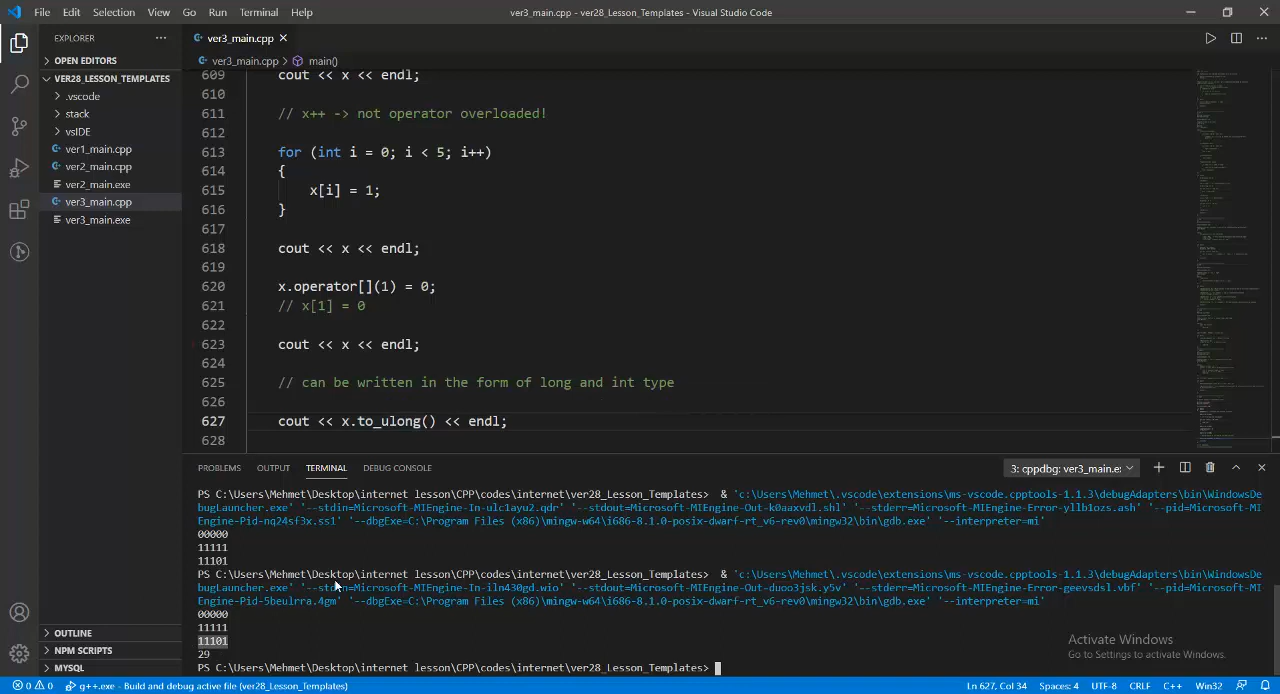 File Edit Selection View Go Run Terminal Help
ver3_main.cpp - ver28_Lesson_Templates - Visual Studio Code
EXPLORER
OPEN EDITORS
VER28_LESSON_TEMPLATES
.vscode
stack
vsIDE
ver1_main.cpp
ver2_main.cpp
ver2_main.exe
ver3_main.cpp
ver3_main.exe
OUTLINE
NPM SCRIPTS
MYSQL
ver3_main.cpp
ver3_main.cpp > main()
609 cout << x << endl;
610
611 // x++ -> not operator overloaded!
612
613 for (int i = 0; i < 5; i++)
614 {
615 x[i] = 1;
616 }
617
618 cout << x << endl;
619
620 x.operator[](1) = 0;
621 // x[1] = 0
622
623 cout << x << endl;
624
625 // can be written in the form of long and int type
626
627 cout << x.to_ulong() << endl;
628
PROBLEMS OUTPUT TERMINAL DEBUG CONSOLE
3: cppdbg: ver3_main.e
PS C:\Users\Mehmet\Desktop\internet lesson\CPP\codes\internet\ver28_Lesson_Templates> & 'c:\Users\Mehmet\.vscode\extensions\ms-vscode.cpptools-1.1.3\debugAdapters\bin\WindowsDe
bugLauncher.exe' '--stdin=Microsoft-MIEngine-In-ulc1ayu2.qdr' '--stdout=Microsoft-MIEngine-Out-k0aaxvdl.shl' '--stderr=Microsoft-MIEngine-Error-yllb1ozs.ash' '--pid=Microsoft-MI
Engine-Pid-nq24sf3x.ss1' '--dbgExe=C:\Program Files (x86)\mingw-w64\i686-8.1.0-posix-dwarf-rt_v6-rev0\mingw32\bin\gdb.exe' '--interpreter=mi'
00000
11111
11101
PS C:\Users\Mehmet\Desktop\internet lesson\CPP\codes\internet\ver28_Lesson_Templates> & 'c:\Users\Mehmet\.vscode\extensions\ms-vscode.cpptools-1.1.3\debugAdapters\bin\WindowsDe
bugLauncher.exe' '--stdin=Microsoft-MIEngine-In-iln430gd.wio' '--stdout=Microsoft-MIEngine-Out-duoo3jsk.y5v' '--stderr=Microsoft-MIEngine-Error-geevsdsl.vbf' '--pid=Microsoft-MI
Engine-Pid-5beulrra.4gm' '--dbgExe=C:\Program Files (x86)\mingw-w64\i686-8.1.0-posix-dwarf-rt_v6-rev0\mingw32\bin\gdb.exe' '--interpreter=mi'
00000
11111
11101
29
PS C:\Users\Mehmet\Desktop\internet lesson\CPP\codes\internet\ver28_Lesson_Templates>
Activate Windows
Go to Settings to activate Windows.
0 0 g++.exe - Build and debug active file (ver28_Lesson_Templates)
Ln 627, Col 34 Spaces: 4 UTF-8 CRLF C++ Win32